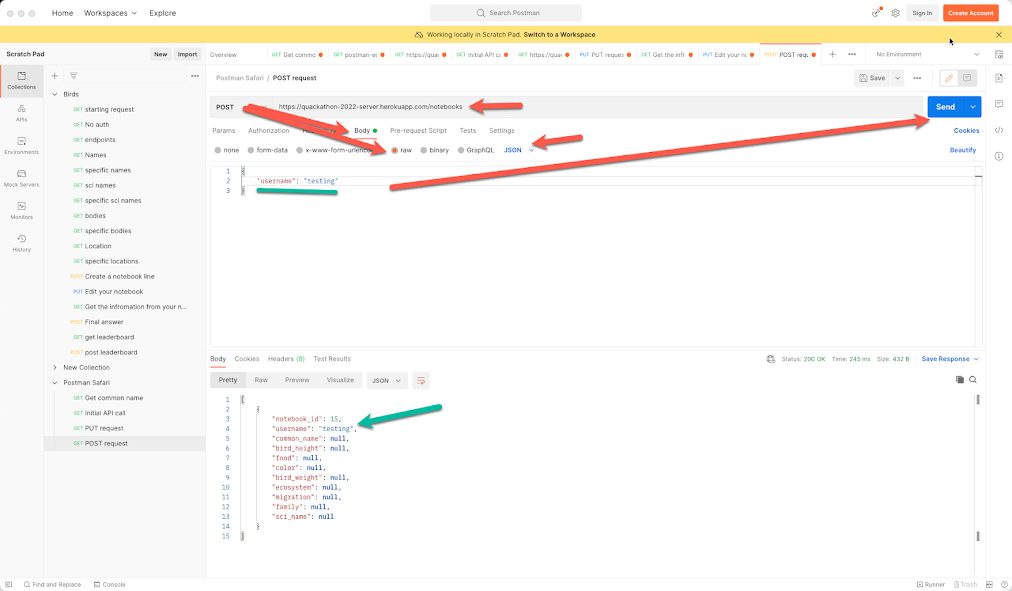 Home Workspaces Explore Search Postman Sign In Create Account
Working locally in Scratch Pad. Switch to a Workspace
Scratch Pad New Import Overview GET Get commc GET postman-ec GET https://qua GET Initial API ca GET https://quac PUT PUT reques GET Get the infr PUT Edit your nc POST POST requ No Environment
Collections
APIs
Environments
Mock Servers
Monitors
History
Birds
GET starting request
GET No auth
GET endpoints
GET Names
GET specific names
GET sci names
GET specific sci names
GET bodies
GET specific bodies
GET Location
GET specific locations
POST Create a notebook line
PUT Edit your notebook
GET Get the infromation from your n...
POST Final answer
GET get leaderboard
POST post leaderboard
New Collection
Postman Safari
GET Get common name
GET Initial API call
GET PUT request
GET POST request
Postman Safari / POST request Save
POST https://quackathon-2022-server.herokuapp.com/notebooks Send
Params Authorization Body Pre-request Script Tests Settings Cookies
none form-data x-www-form-urlenco raw binary GraphQL JSON Beautify
1 {
2 "username": "testing"
3 }
Body Cookies Headers (8) Test Results Status: 200 OK Time: 245 ms Size: 432 B Save Response
Pretty Raw Preview Visualize JSON
1 [
2 {
3 "notebook_id": 15,
4 "username": "testing",
5 "common_name": null,
6 "bird_height": null,
7 "food": null,
8 "color": null,
9 "bird_weight": null,
10 "ecosystem": null,
11 "migration": null,
12 "family": null,
13 "sci_name": null
14 }
15 ]
Find and Replace Console Runner Trash